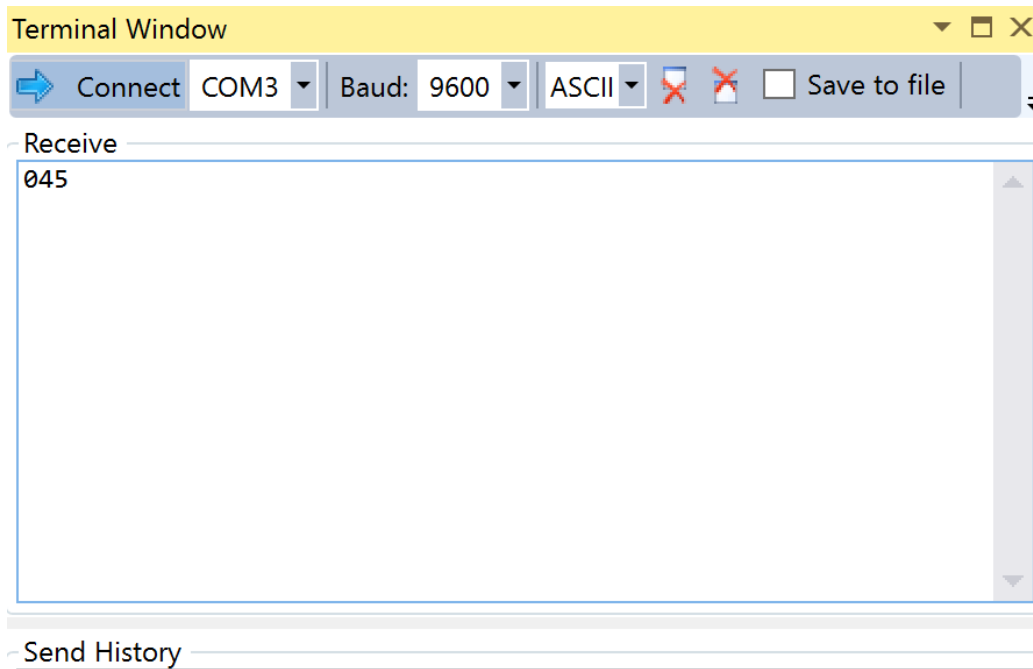 Terminal Window
Connect COM3 Baud: 9600 ASCII Save to file
Receive
045
Send History